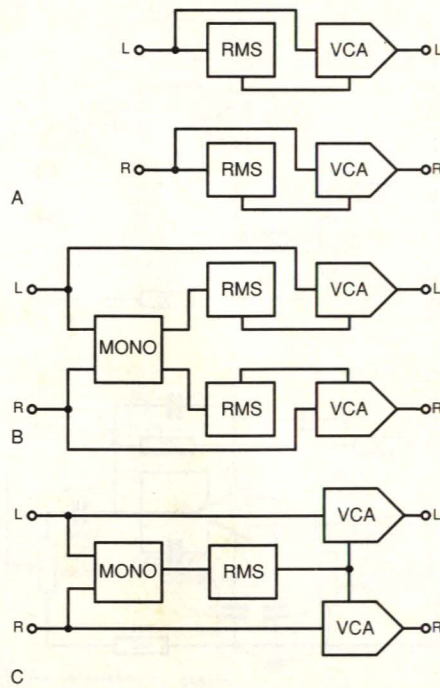 L RMS VCA L
R RMS VCA R
A
L RMS VCA L
MONO
R RMS VCA R
B
L VCA L
MONO RMS
R VCA R
C